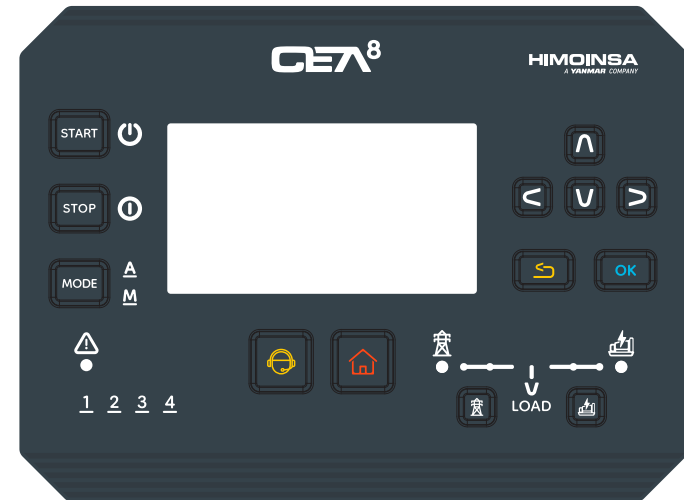 CEA8
HIMOINSA
A YANMAR COMPANY
START
STOP
MODE
A
M
OK
1 2 3 4
LOAD